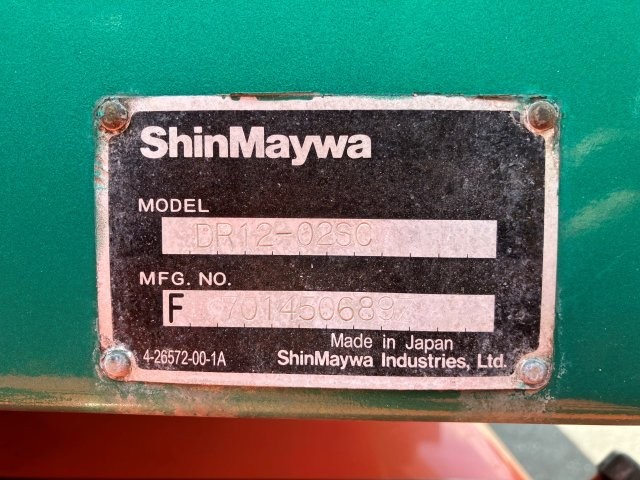 ShinMaywa
MODEL
DR12-02SC
MFG. NO.
F 701450689
Made in Japan
4-26572-00-1A ShinMaywa Industries, Ltd.